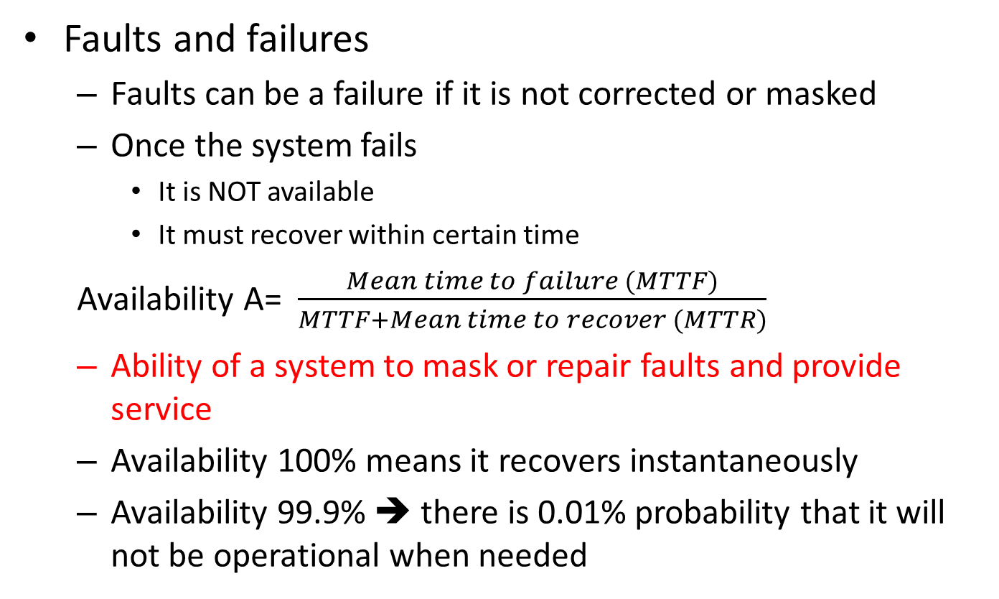 • Faults and failures
– Faults can be a failure if it is not corrected or masked
– Once the system fails
• It is NOT available
• It must recover within certain time
Availability A= Mean time to failure (MTTF) / MTTF+Mean time to recover (MTTR)
– Ability of a system to mask or repair faults and provide
service
– Availability 100% means it recovers instantaneously
– Availability 99.9% ➔ there is 0.01% probability that it will
not be operational when needed